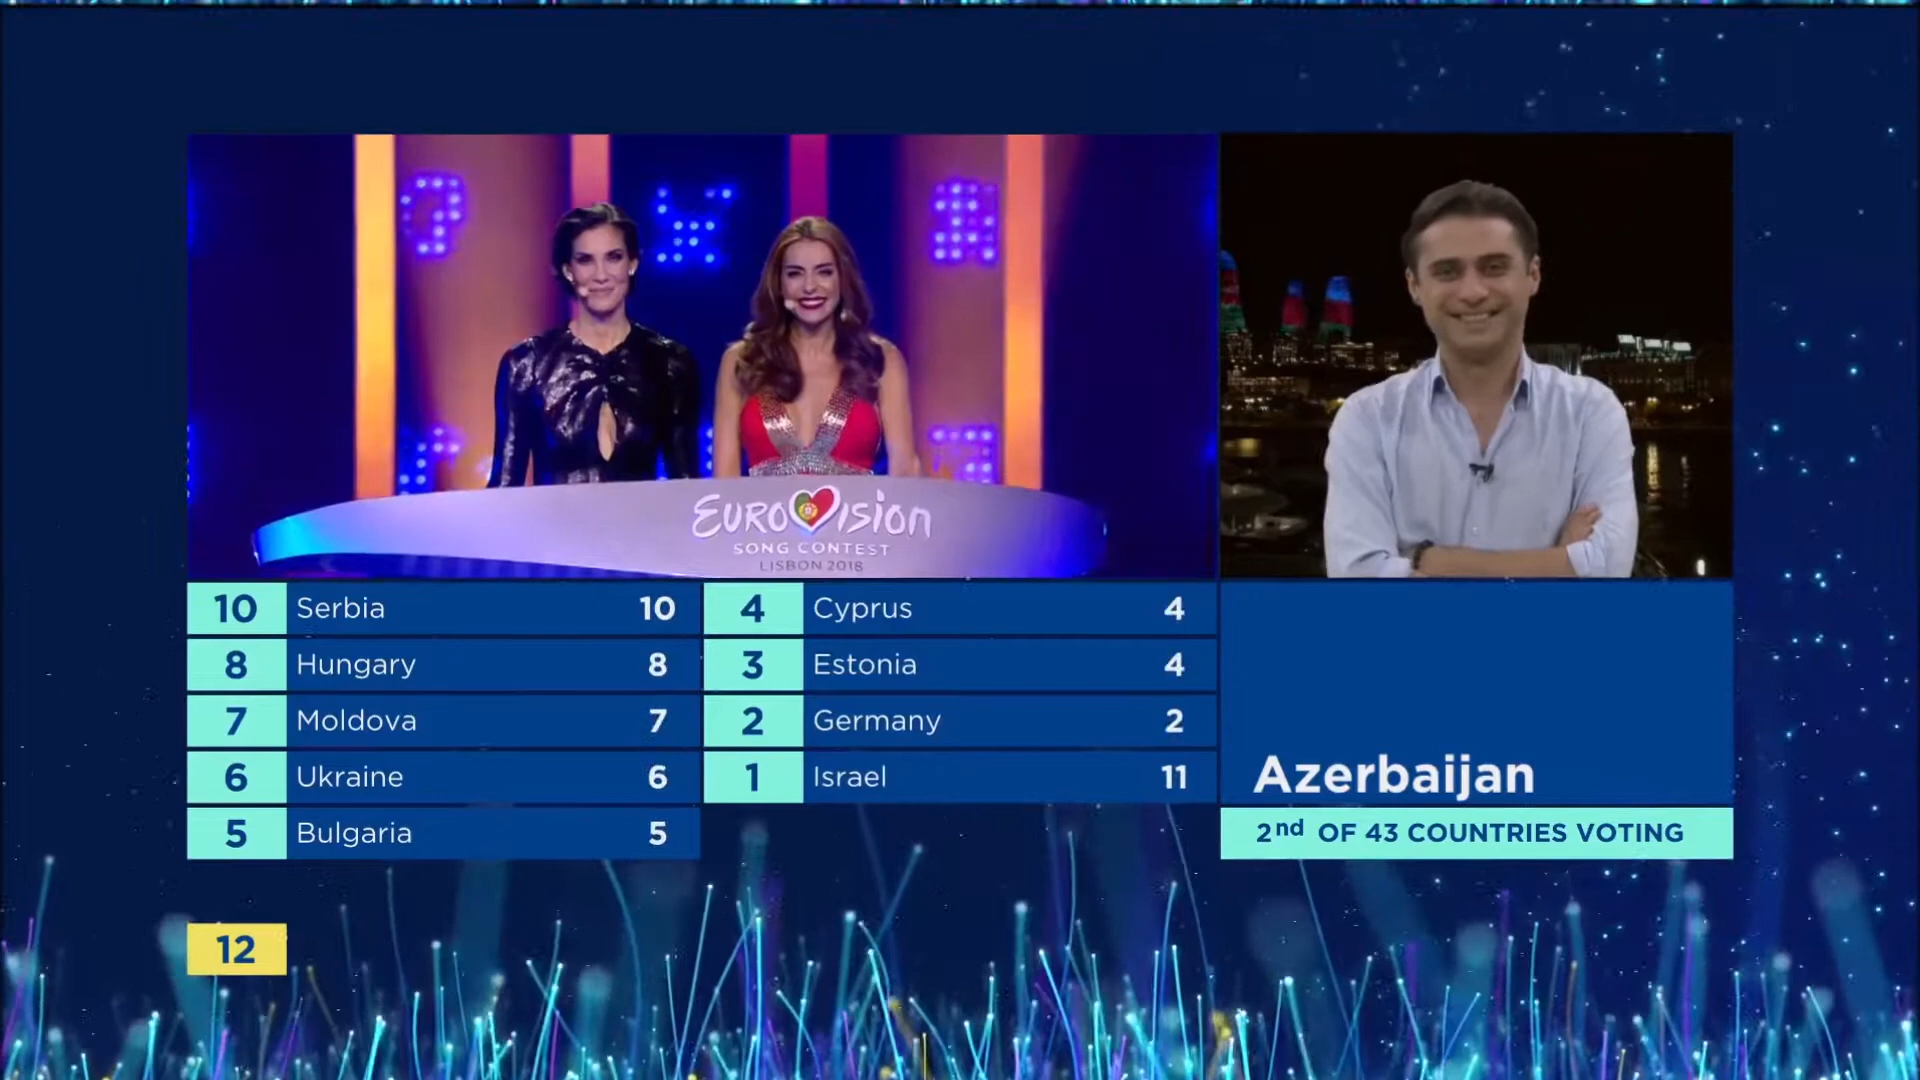 EUROVISION
SONG CONTEST
LISBON 2018
10 Serbia 10
8 Hungary 8
7 Moldova 7
6 Ukraine 6
5 Bulgaria 5
4 Cyprus 4
3 Estonia 4
2 Germany 2
1 Israel 11
Azerbaijan
2nd OF 43 COUNTRIES VOTING
12